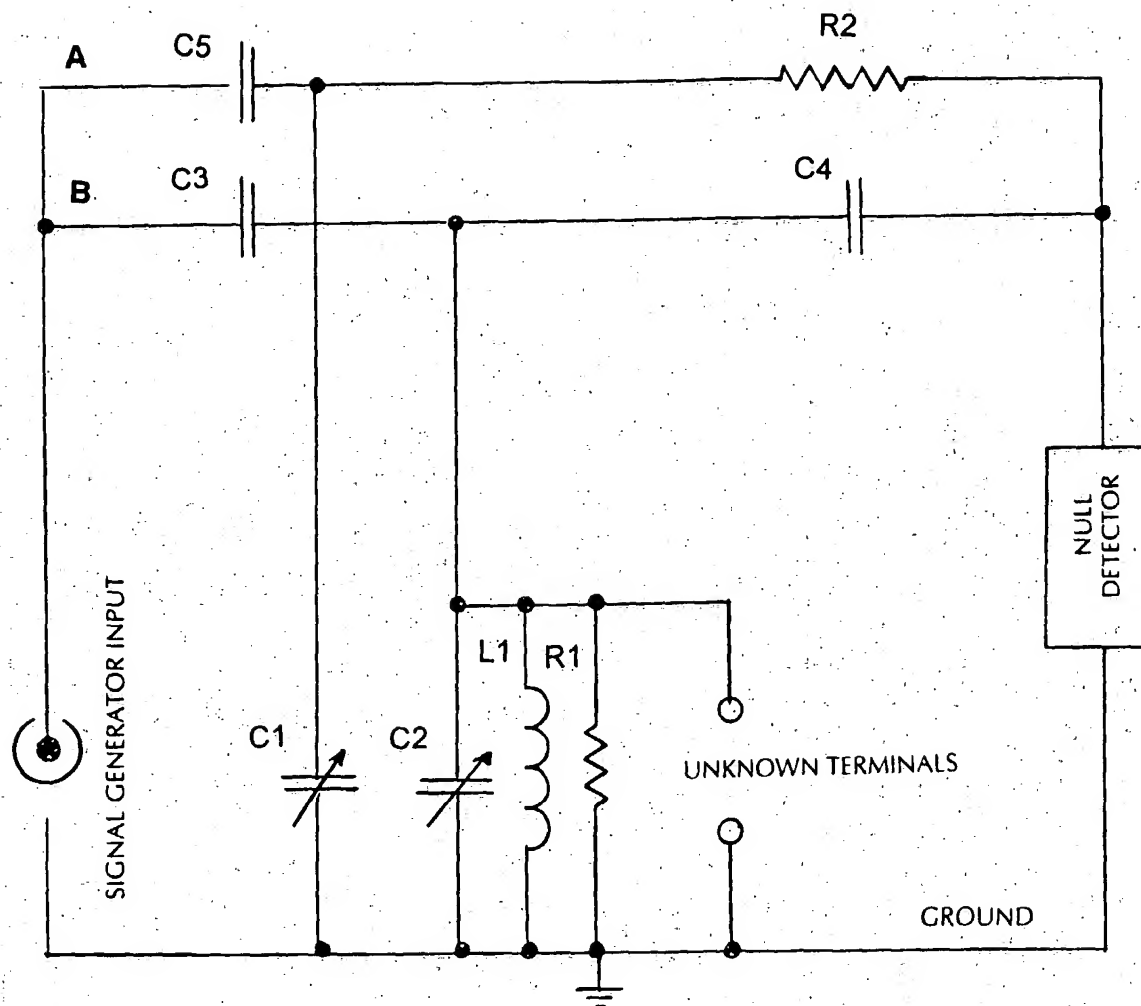 R2
C5
A
C4
C3
B
NULL
DETECTOR
SIGNAL GENERATOR INPUT
L1
R1
C1
C2
UNKNOWN TERMINALS
GROUND